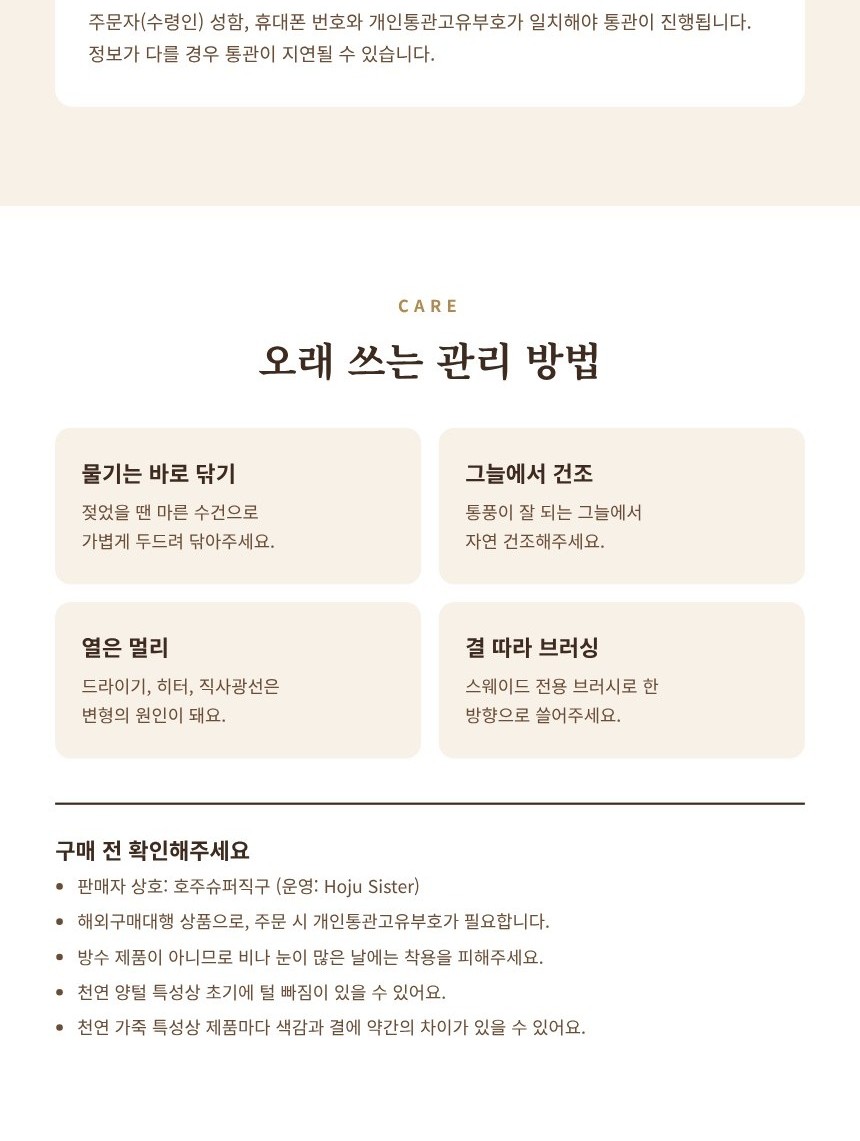 주문자(수령인) 성함, 휴대폰 번호와 개인통관고유부호가 일치해야 통관이 진행됩니다.
정보가 다를 경우 통관이 지연될 수 있습니다.
CARE
오래 쓰는 관리 방법
물기는 바로 닦기
젖었을 땐 마른 수건으로
가볍게 두드려 닦아주세요.
그늘에서 건조
통풍이 잘 되는 그늘에서
자연 건조해주세요.
열은 멀리
드라이기, 히터, 직사광선은
변형의 원인이 돼요.
결 따라 브러싱
스웨이드 전용 브러시로 한
방향으로 쓸어주세요.
구매 전 확인해주세요
• 판매자 상호: 호주슈퍼직구 (운영: Hoju Sister)
• 해외구매대행 상품으로, 주문 시 개인통관고유부호가 필요합니다.
• 방수 제품이 아니므로 비나 눈이 많은 날에는 착용을 피해주세요.
• 천연 양털 특성상 초기에 털 빠짐이 있을 수 있어요.
• 천연 가죽 특성상 제품마다 색감과 결에 약간의 차이가 있을 수 있어요.